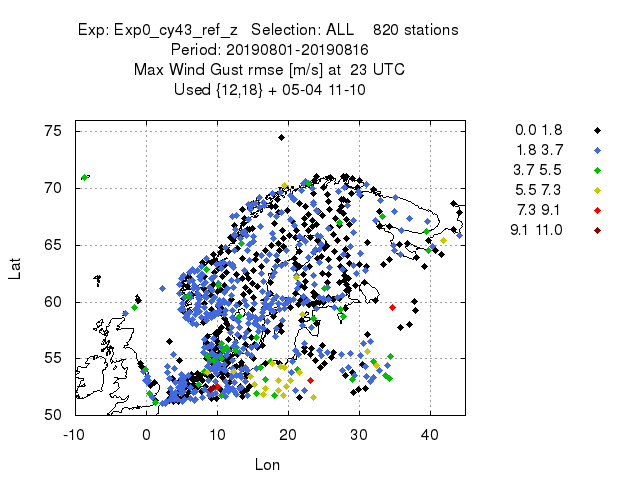 Exp: Exp0_cy43_ref_z   Selection: ALL    820 stations
Period: 20190801-20190816
Max Wind Gust rmse [m/s] at  23 UTC
Used {12,18} + 05-04 11-10
75
70
65
60
55
50
-10 0 10 20 30 40
Lat
Lon
0.0 1.8
1.8 3.7
3.7 5.5
5.5 7.3
7.3 9.1
9.1 11.0